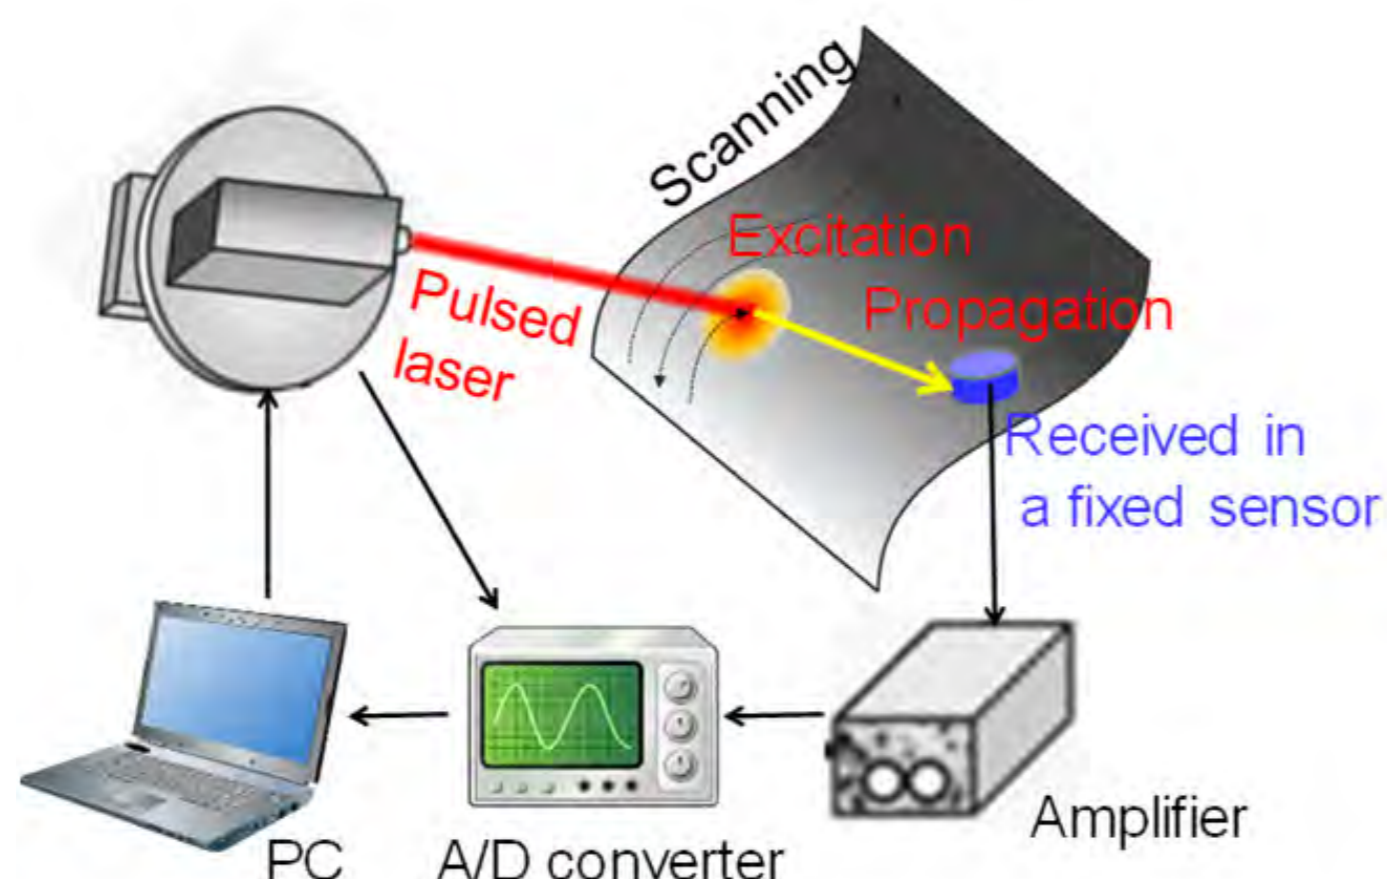 Scanning
Excitation
Propagation
Pulsed
laser
Received in
a fixed sensor
Amplifier
PC
A/D converter